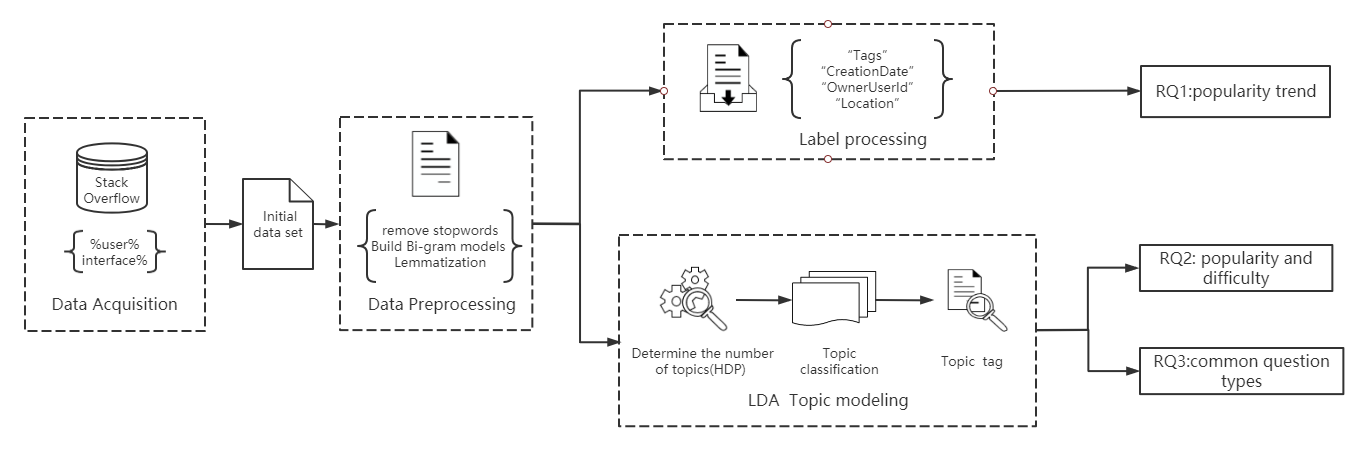 Stack
Overflow
%user%
interface%
Data Acquisition
Initial
data set
remove stopwords
Build Bi-gram models
Lemmatization
Data Preprocessing
“Tags”
“CreationDate”
“OwnerUserId”
“Location”
Label processing
RQ1:popularity trend
Determine the number
of topics(HDP)
Topic
classification
Topic tag
LDA Topic modeling
RQ2: popularity and
difficulty
RQ3:common question
types